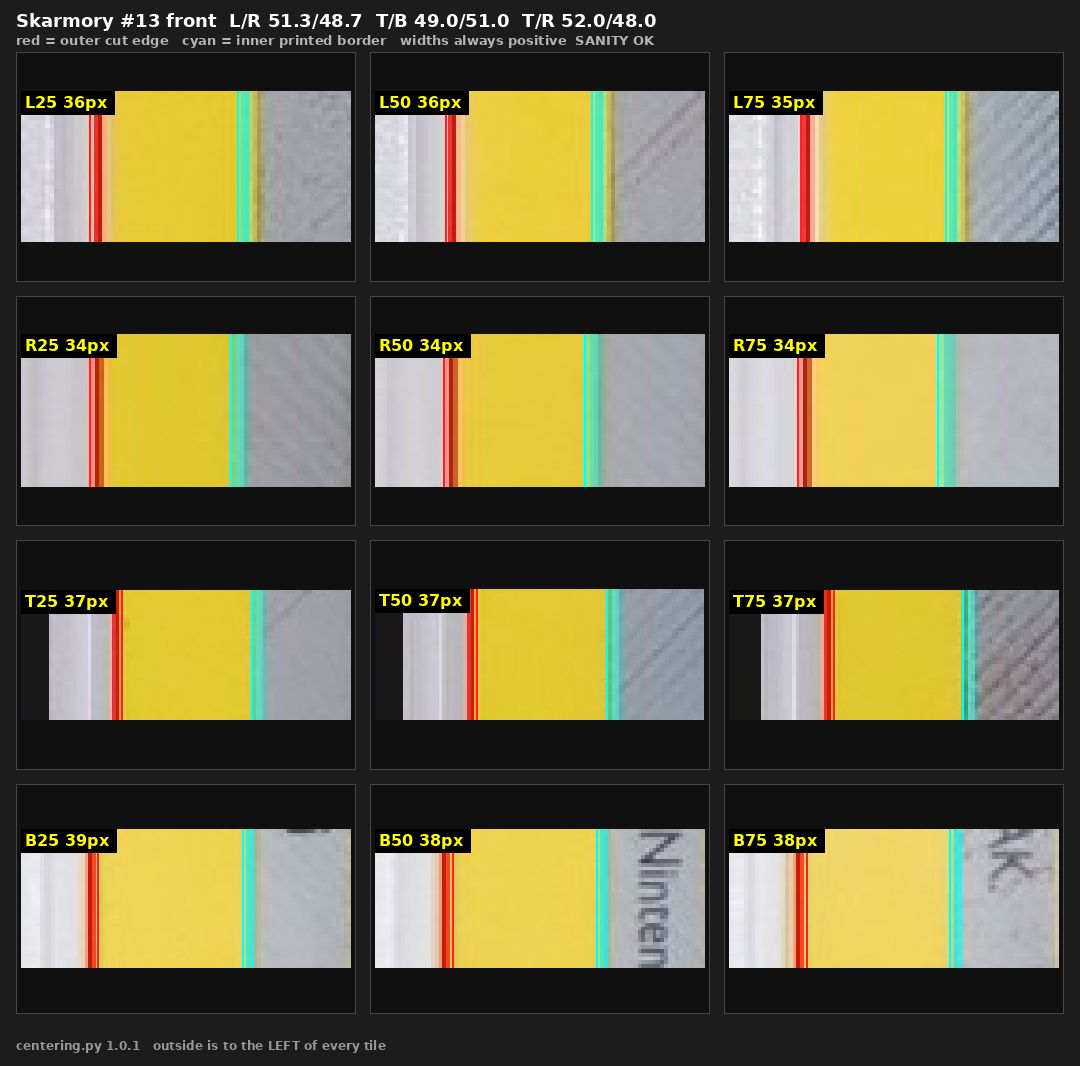 Skarmory #13 front  L/R 51.3/48.7  T/B 49.0/51.0  T/R 52.0/48.0
red = outer cut edge   cyan = inner printed border   widths always positive  SANITY OK
L25 36px
L50 36px
L75 35px
R25 34px
R50 34px
R75 34px
T25 37px
T50 37px
T75 37px
B25 39px
B50 38px
B75 38px
Ninten
AK.
centering.py 1.0.1   outside is to the LEFT of every tile